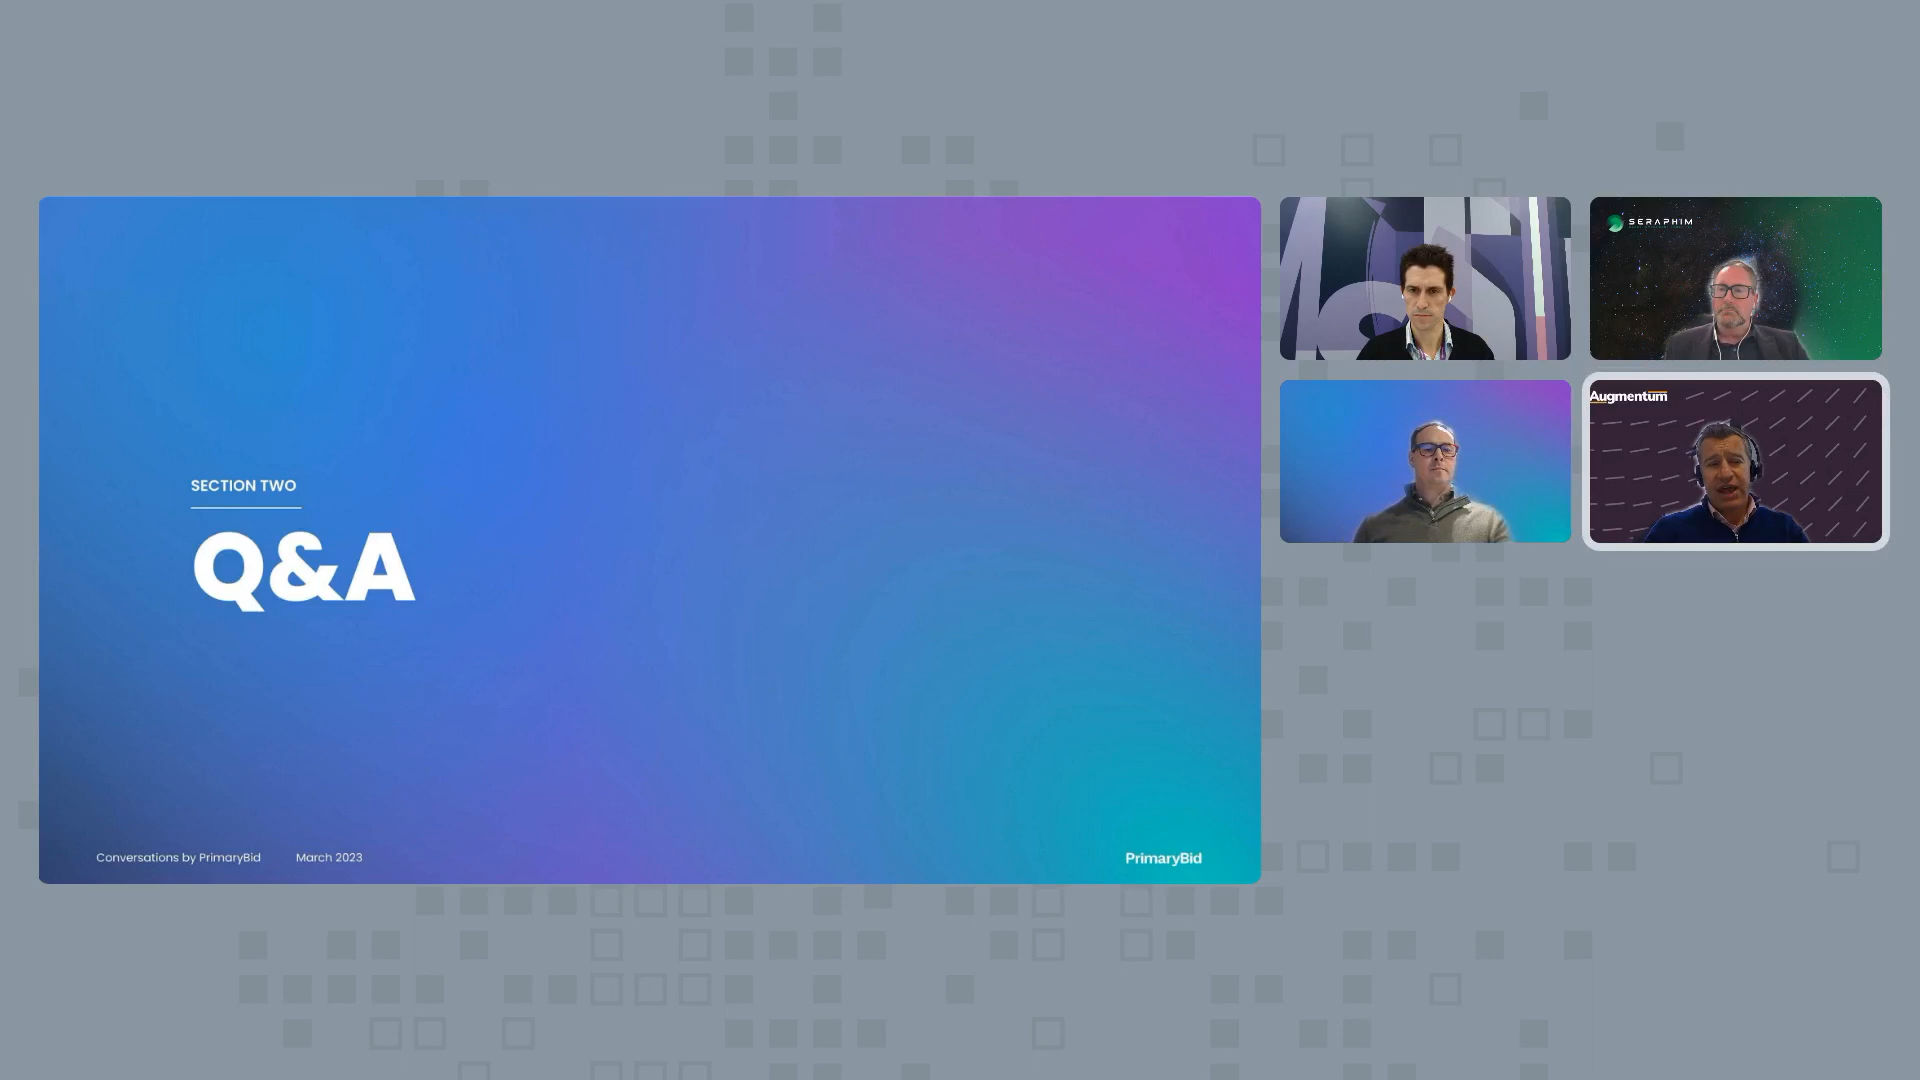 SECTION TWO
Q&A
Conversations by PrimaryBid
March 2023
PrimaryBid
SERAPHIM
Augmentum